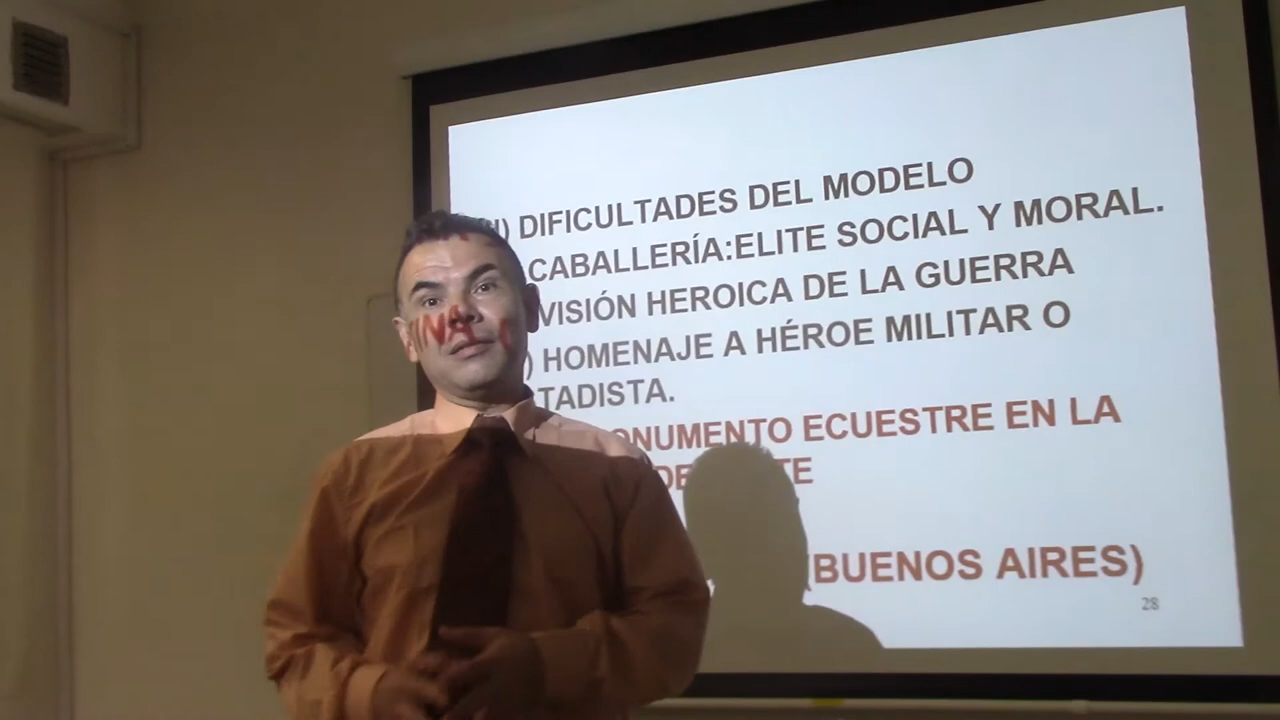 DIFICULTADES DEL MODELO
CABALLERÍA:ELITE SOCIAL Y MORAL.
VISIÓN HEROICA DE LA GUERRA
) HOMENAJE A HÉROE MILITAR O
TADISTA.
ONUMENTO ECUESTRE EN LA
(BUENOS AIRES)
28